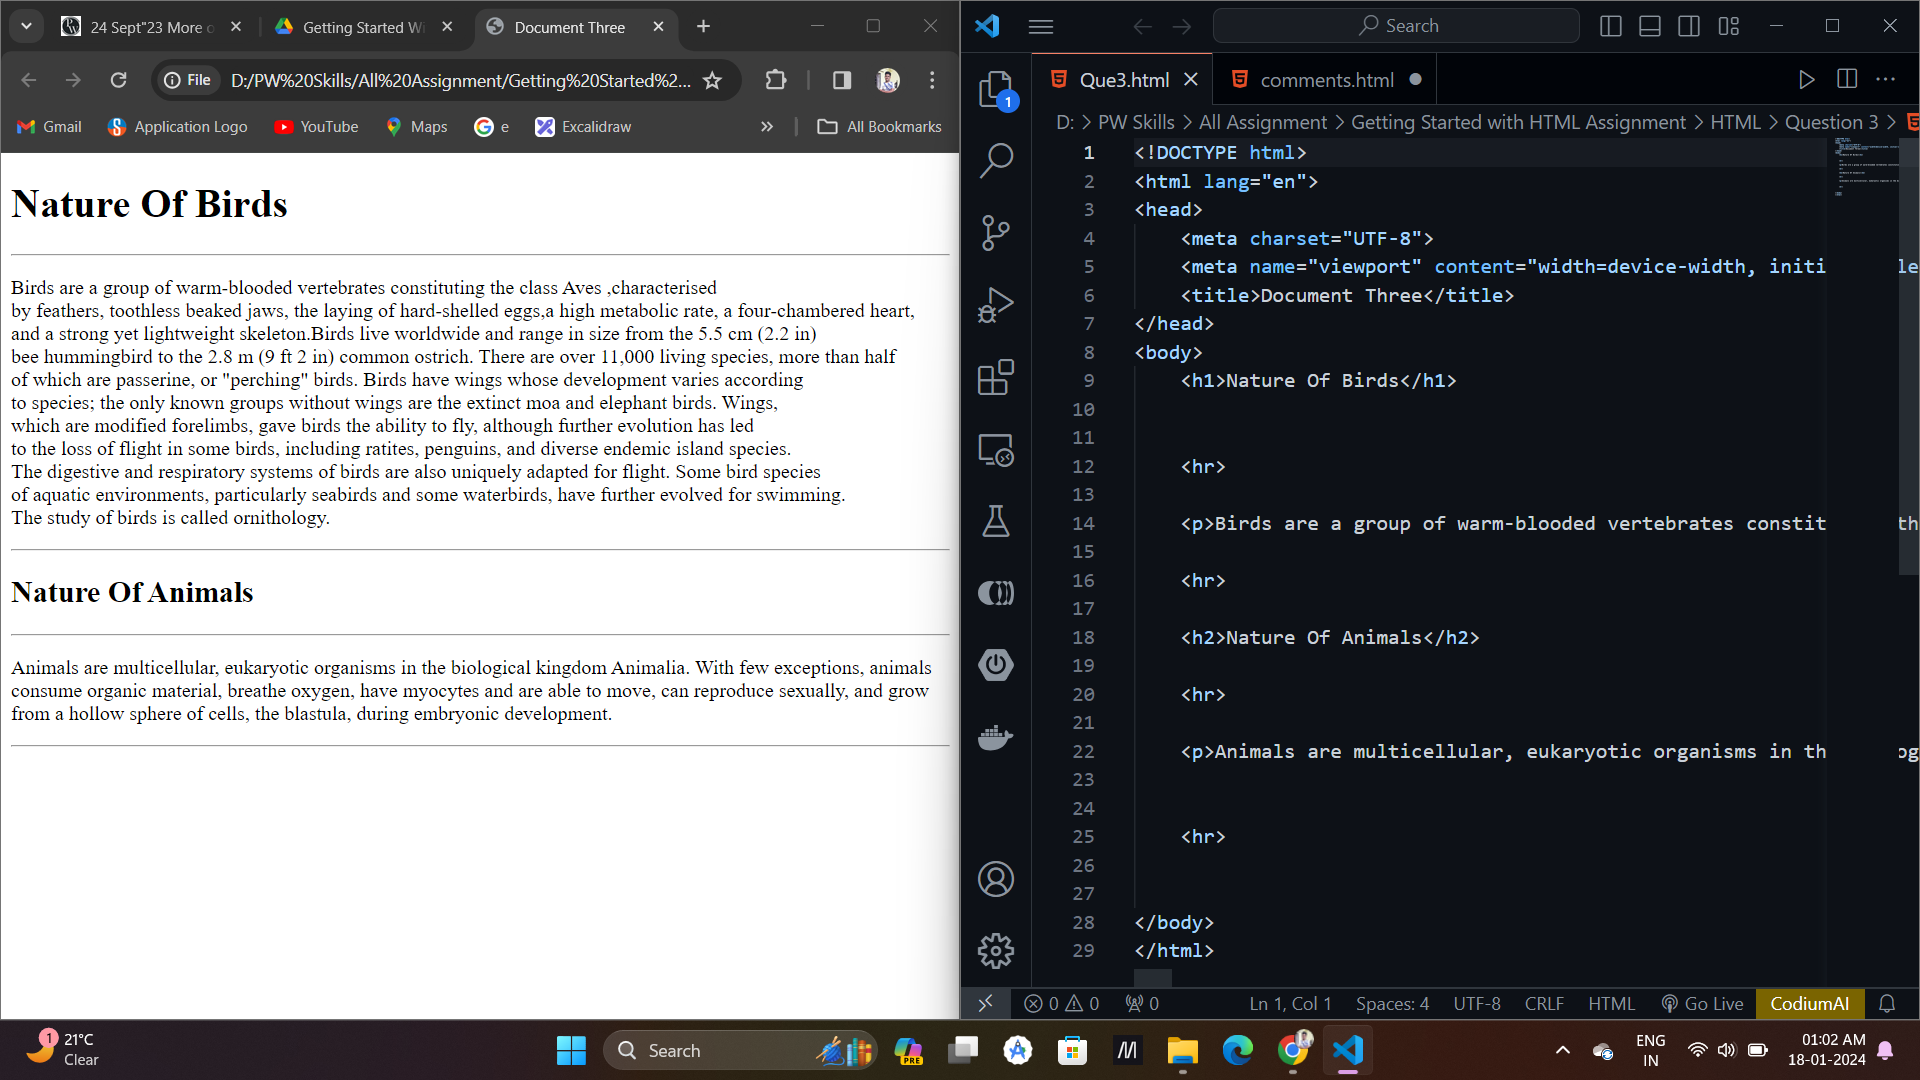 24 Sept"23 More o
Getting Started Wi
Document Three
File
D:/PW%20Skills/All%20Assignment/Getting%20Started%2...
Gmail
Application Logo
YouTube
Maps
e
Excalidraw
All Bookmarks
Nature Of Birds
Birds are a group of warm-blooded vertebrates constituting the class Aves ,characterised
by feathers, toothless beaked jaws, the laying of hard-shelled eggs,a high metabolic rate, a four-chambered heart,
and a strong yet lightweight skeleton.Birds live worldwide and range in size from the 5.5 cm (2.2 in)
bee hummingbird to the 2.8 m (9 ft 2 in) common ostrich. There are over 11,000 living species, more than half
of which are passerine, or "perching" birds. Birds have wings whose development varies according
to species; the only known groups without wings are the extinct moa and elephant birds. Wings,
which are modified forelimbs, gave birds the ability to fly, although further evolution has led
to the loss of flight in some birds, including ratites, penguins, and diverse endemic island species.
The digestive and respiratory systems of birds are also uniquely adapted for flight. Some bird species
of aquatic environments, particularly seabirds and some waterbirds, have further evolved for swimming.
The study of birds is called ornithology.
Nature Of Animals
Animals are multicellular, eukaryotic organisms in the biological kingdom Animalia. With few exceptions, animals
consume organic material, breathe oxygen, have myocytes and are able to move, can reproduce sexually, and grow
from a hollow sphere of cells, the blastula, during embryonic development.
Search
1
Que3.html
comments.html
D: > PW Skills > All Assignment > Getting Started with HTML Assignment > HTML > Question 3 >
1 <!DOCTYPE html>
2 <html lang="en">
3 <head>
4 <meta charset="UTF-8">
5 <meta name="viewport" content="width=device-width, initi le
6 <title>Document Three</title>
7 </head>
8 <body>
9 <h1>Nature Of Birds</h1>
10
11
12 <hr>
13
14 <p>Birds are a group of warm-blooded vertebrates constit th
15
16 <hr>
17
18 <h2>Nature Of Animals</h2>
19
20 <hr>
21
22 <p>Animals are multicellular, eukaryotic organisms in th og
23
24
25 <hr>
26
27
28 </body>
29 </html>
0 0 0
Ln 1, Col 1
Spaces: 4
UTF-8
CRLF
HTML
Go Live
CodiumAI
1
21°C
Clear
Search
PRE
ENG
IN
01:02 AM
18-01-2024